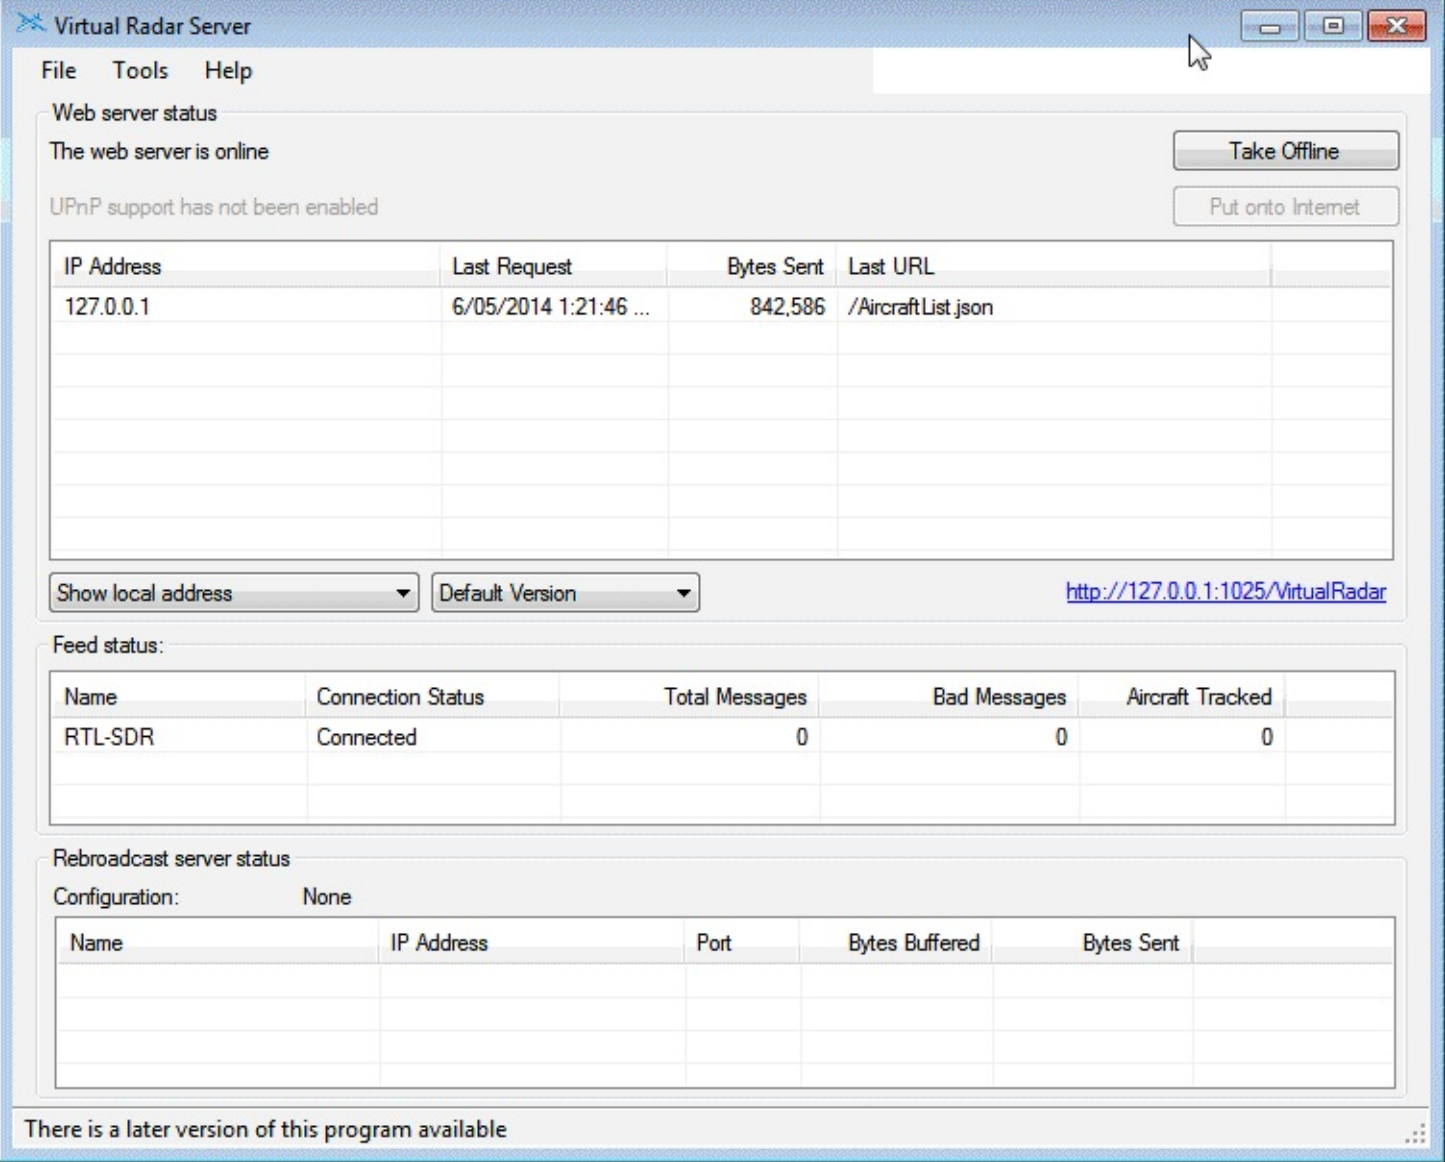 Virtual Radar Server
File Tools Help
Web server status
The web server is online
Take Offline
UPnP support has not been enabled
Put onto Internet
IP Address Last Request Bytes Sent Last URL
127.0.0.1 6/05/2014 1:21:46 ... 842,586 /AircraftList.json
Show local address Default Version http://127.0.0.1:1025/VirtualRadar
Feed status:
Name Connection Status Total Messages Bad Messages Aircraft Tracked
RTL-SDR Connected 0 0 0
Rebroadcast server status
Configuration: None
Name IP Address Port Bytes Buffered Bytes Sent
There is a later version of this program available